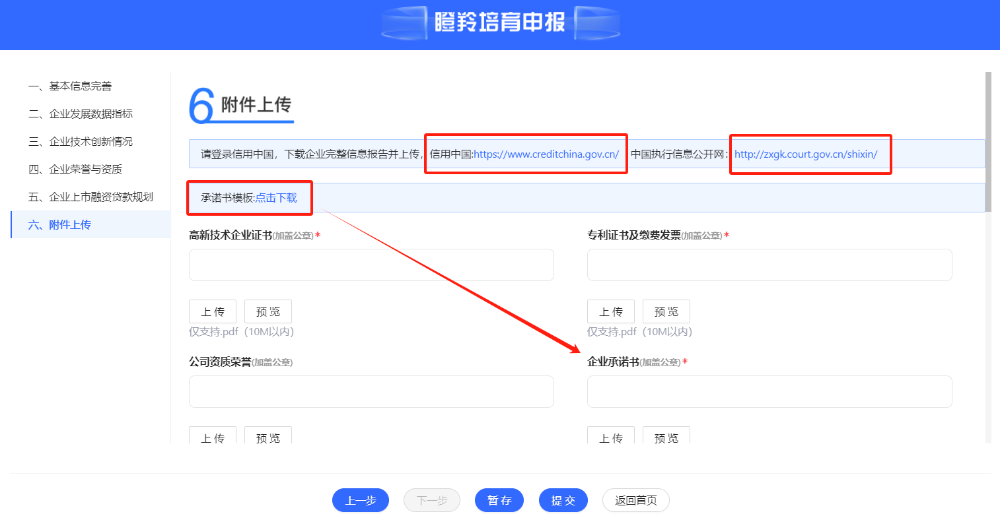 瞪羚培育申报
一、基本信息完善
二、企业发展数据指标
三、企业技术创新情况
四、企业荣誉与资质
五、企业上市融资贷款规划
六、附件上传
6 附件上传
请登录信用中国，下载企业完整信息报告并上传，信用中国:https://www.creditchina.gov.cn/ 中国执行信息公开网：http://zxgk.court.gov.cn/shixin/
承诺书模板:点击下载
高新技术企业证书(加盖公章)* 专利证书及缴费发票(加盖公章)*
上传 预览 上传 预览
仅支持.pdf（10M以内） 仅支持.pdf（10M以内）
公司资质荣誉(加盖公章) 企业承诺书(加盖公章)*
上传 预览 上传 预览
上一步 下一步 暂存 提交 返回首页